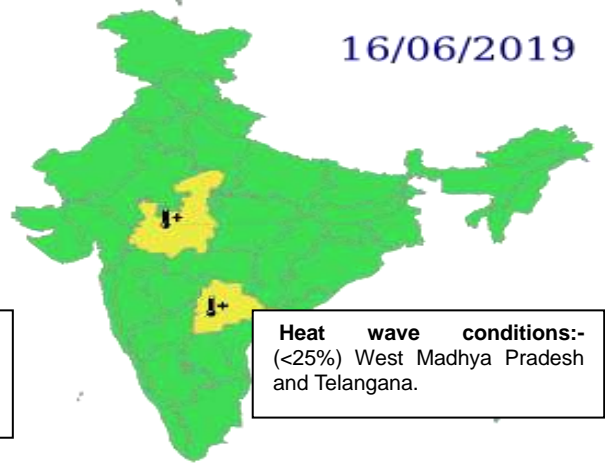 16/06/2019
Heat wave conditions:-
(<25%) West Madhya Pradesh
and Telangana.